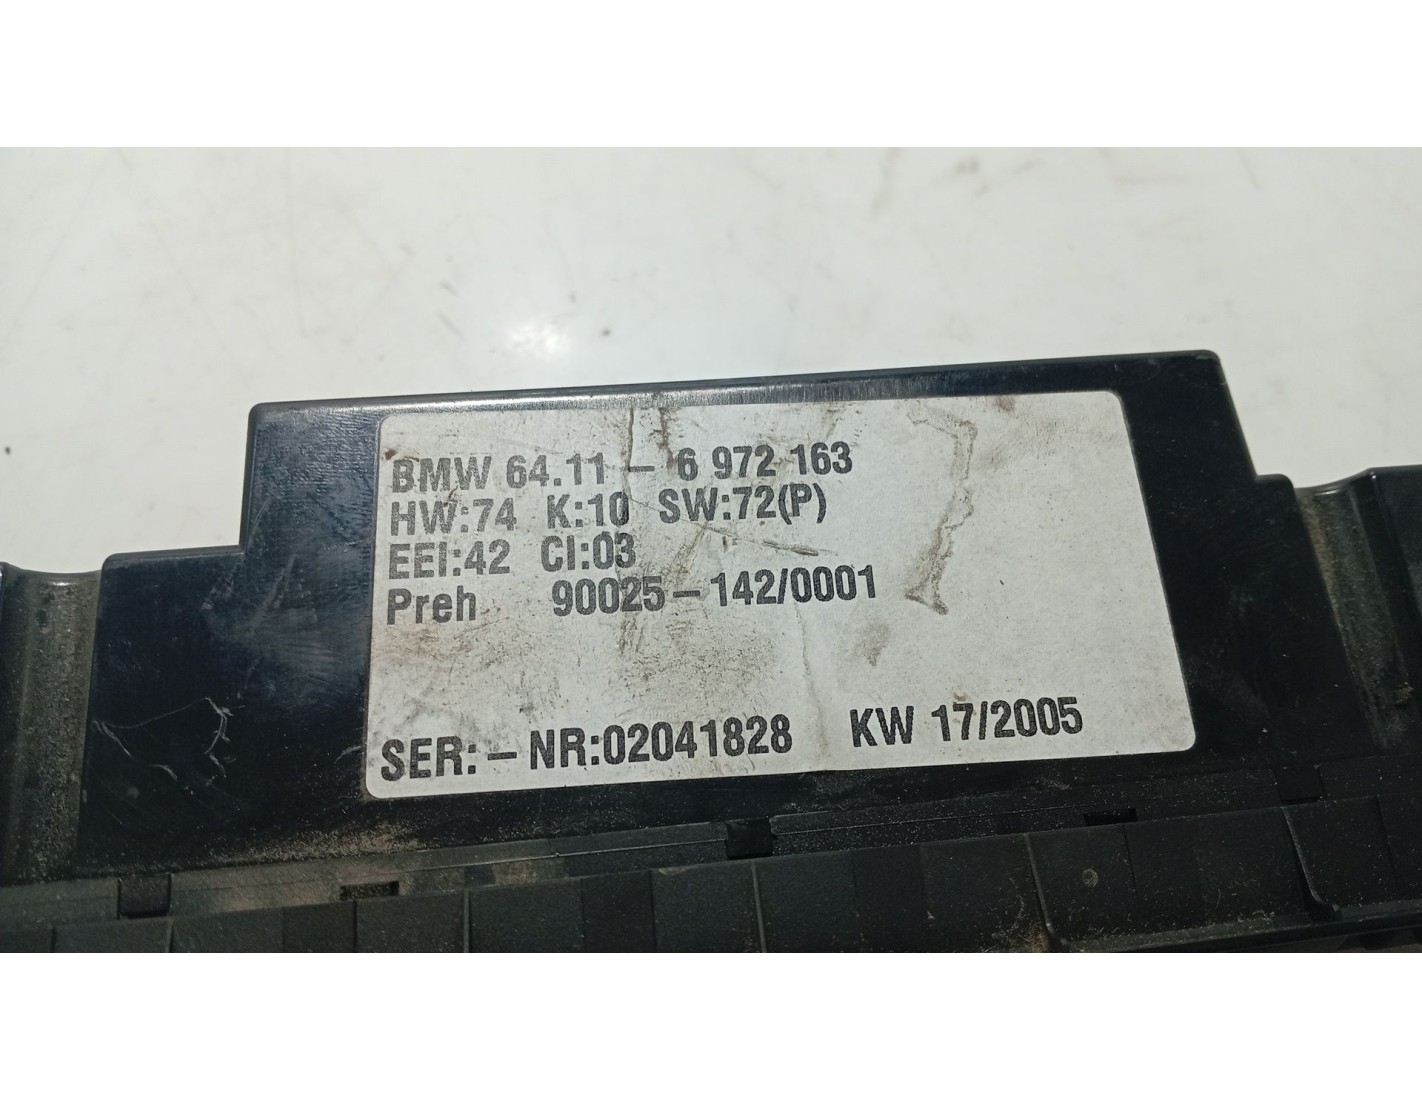 BMW 64.11 - 6 972 163
HW:74 K:10 SW:72(P)
EEI:42 CI:03
Preh 90025-142/0001
SER:-NR:02041828 KW 17/2005